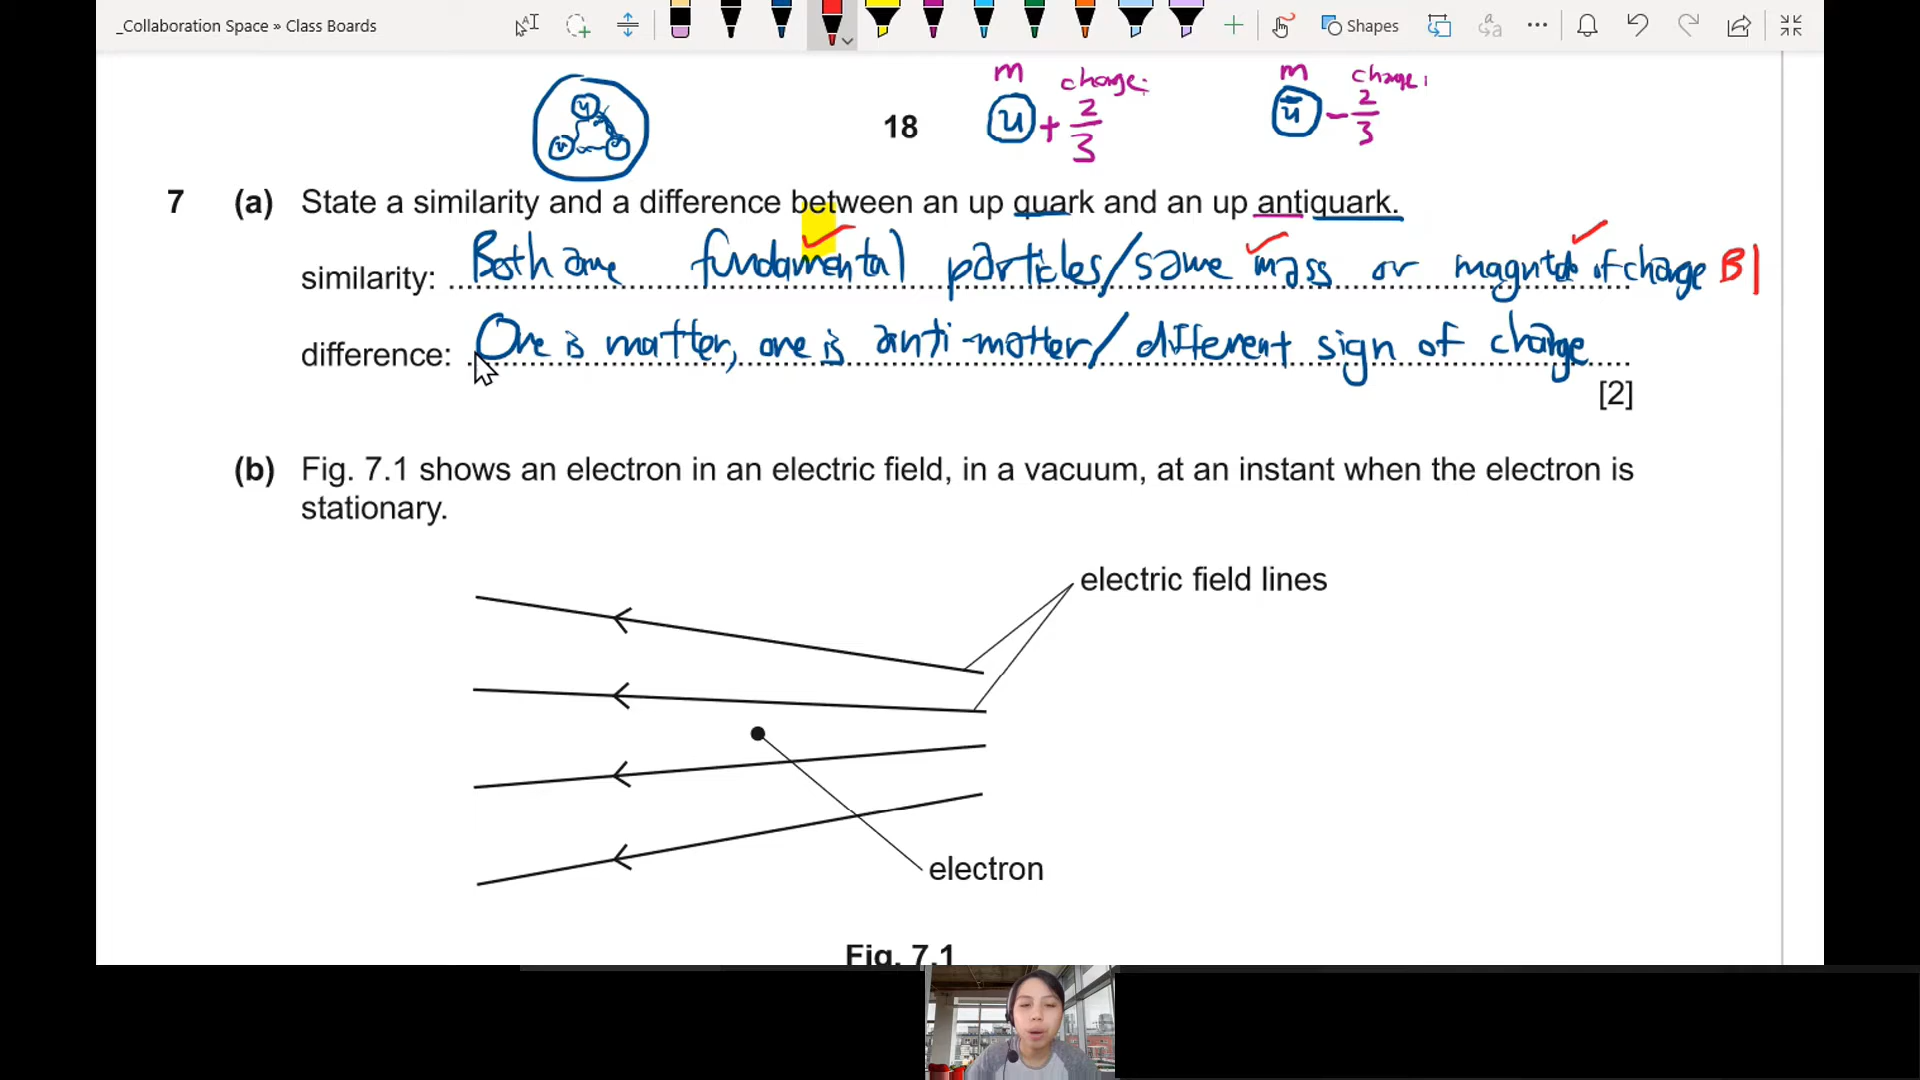 _Collaboration Space » Class Boards
Shapes
m charge: m charge:
u u u + 2/3 ū - 2/3
18
7 (a) State a similarity and a difference between an up quark and an up antiquark.
similarity: Both are fundamental particles/same mass or magnitude of charge B1
difference: One is matter, one is anti-matter/different sign of charge
[2]
(b) Fig. 7.1 shows an electron in an electric field, in a vacuum, at an instant when the electron is
stationary.
electric field lines
electron
Fig. 7.1